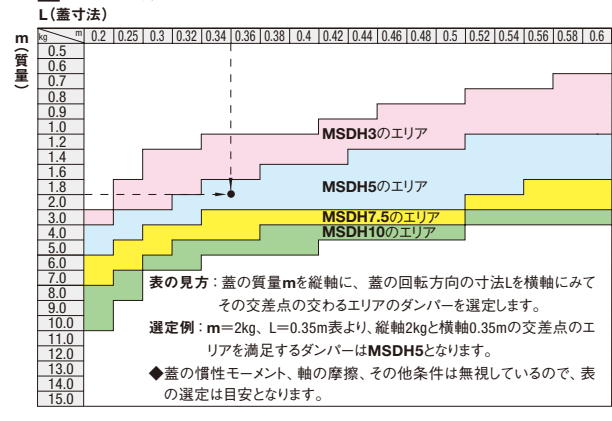 L(蓋寸法)
m(質量)
kg m 0.2 0.25 0.3 0.32 0.34 0.36 0.38 0.4 0.42 0.44 0.46 0.48 0.5 0.52 0.54 0.56 0.58 0.6
0.5
0.6
0.7
0.8
0.9
1.0
MSDH3のエリア
1.2
1.4
1.6
1.8
MSDH5のエリア
2.0
3.0
MSDH7.5のエリア
4.0
MSDH10のエリア
5.0
6.0
7.0
8.0
9.0
10.0
11.0
12.0
13.0
14.0
15.0
表の見方:蓋の質量mを縦軸に、蓋の回転方向の寸法Lを横軸にみて
その交差点の交わるエリアのダンパーを選定します。
選定例:m=2kg、L=0.35m表より、縦軸2kgと横軸0.35mの交差点のエ
リアを満足するダンパーはMSDH5となります。
◆蓋の慣性モーメント、軸の摩擦、その他条件は無視しているので、表
の選定は目安となります。